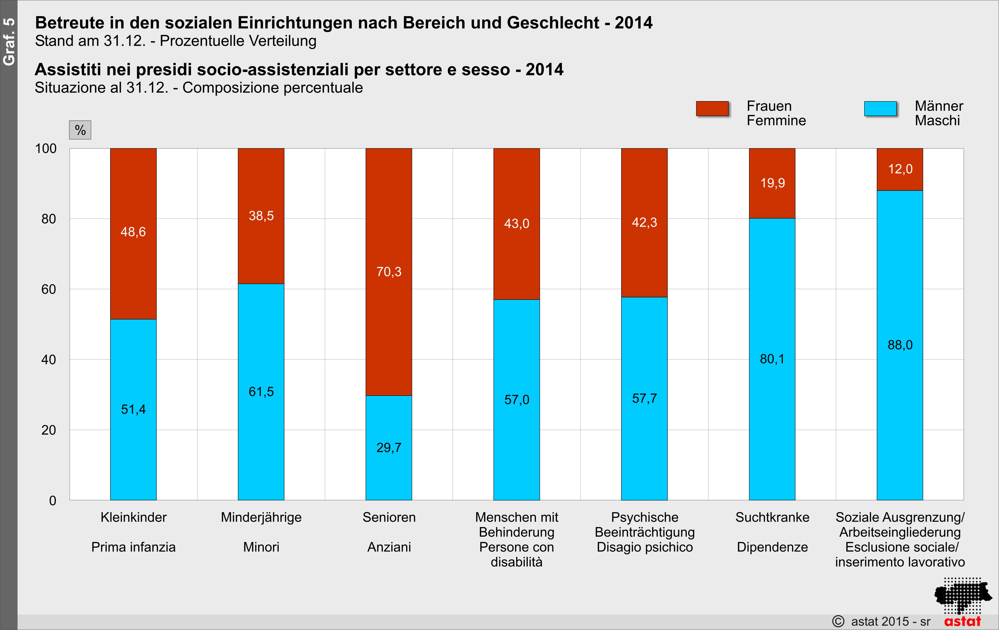 Graf. 5
Betreute in den sozialen Einrichtungen nach Bereich und Geschlecht - 2014
Stand am 31.12. - Prozentuelle Verteilung
Assistiti nei presidi socio-assistenziali per settore e sesso - 2014
Situazione al 31.12. - Composizione percentuale
Frauen
Femmine
Männer
Maschi
%
100
80
60
40
20
0
48,6
51,4
38,5
61,5
70,3
29,7
43,0
57,0
42,3
57,7
19,9
80,1
12,0
88,0
Kleinkinder
Prima infanzia
Minderjährige
Minori
Senioren
Anziani
Menschen mit
Behinderung
Persone con
disabilità
Psychische
Beeinträchtigung
Disagio psichico
Suchtkranke
Dipendenze
Soziale Ausgrenzung/
Arbeitseingliederung
Esclusione sociale/
inserimento lavorativo
© astat 2015 - sr
astat